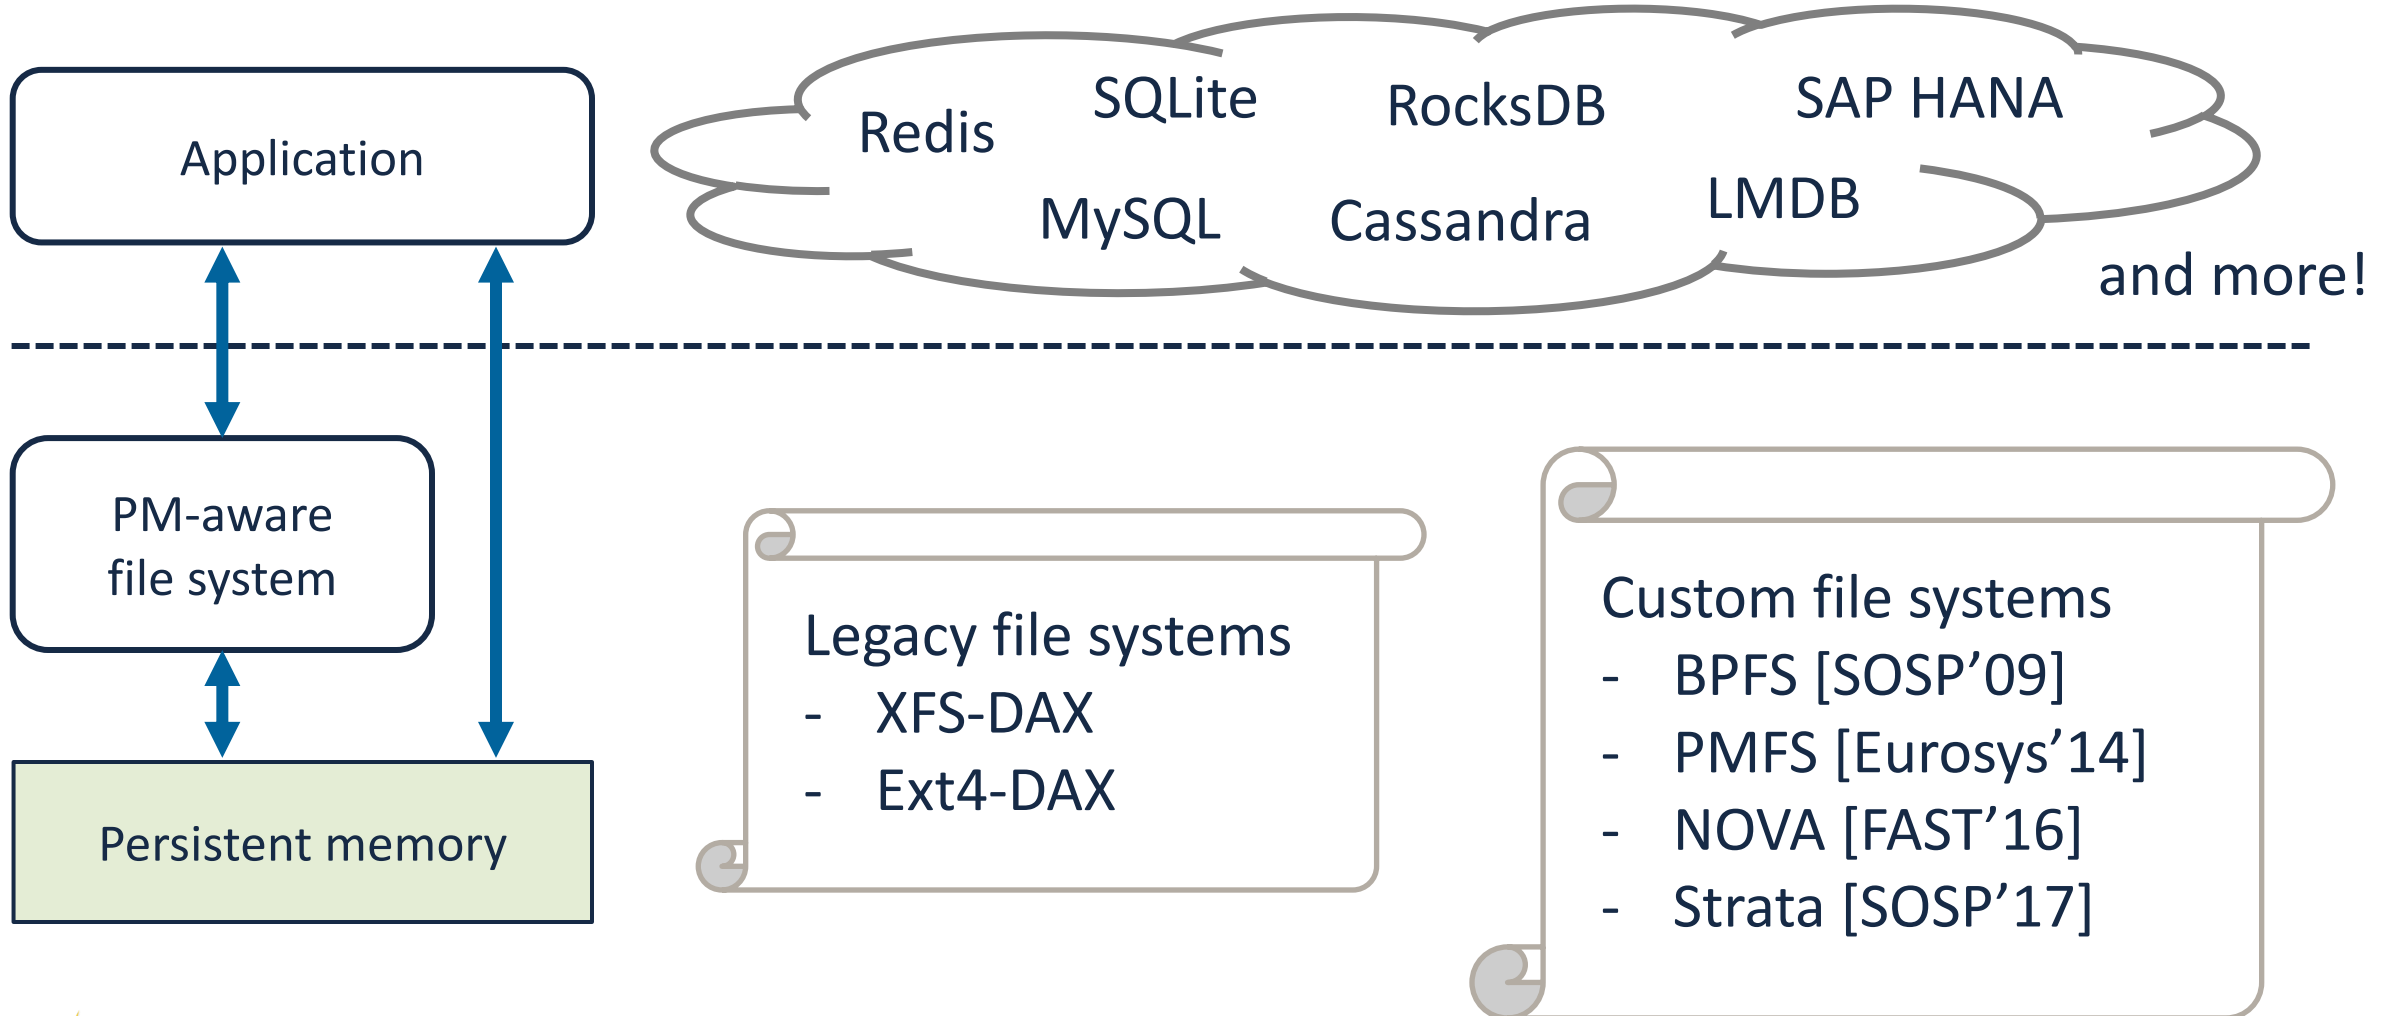 Application
Redis
SQLite
RocksDB
SAP HANA
MySQL
Cassandra
LMDB
and more!
PM-aware
file system
Persistent memory
Legacy file systems
- XFS-DAX
- Ext4-DAX
Custom file systems
- BPFS [SOSP’09]
- PMFS [Eurosys’14]
- NOVA [FAST’16]
- Strata [SOSP’17]